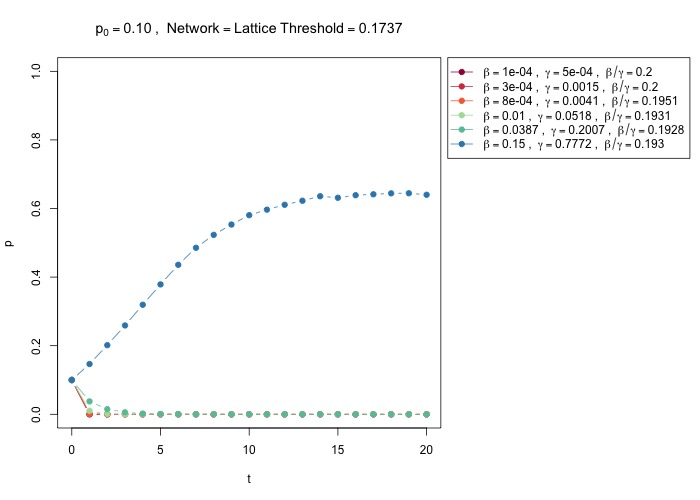 p₀ = 0.10 , Network = Lattice Threshold = 0.1737
β = 1e-04 , γ = 5e-04 , β/γ = 0.2
β = 3e-04 , γ = 0.0015 , β/γ = 0.2
β = 8e-04 , γ = 0.0041 , β/γ = 0.1951
β = 0.01 , γ = 0.0518 , β/γ = 0.1931
β = 0.0387 , γ = 0.2007 , β/γ = 0.1928
β = 0.15 , γ = 0.7772 , β/γ = 0.193
p
1.0
0.8
0.6
0.4
0.2
0.0
0 5 10 15 20
t